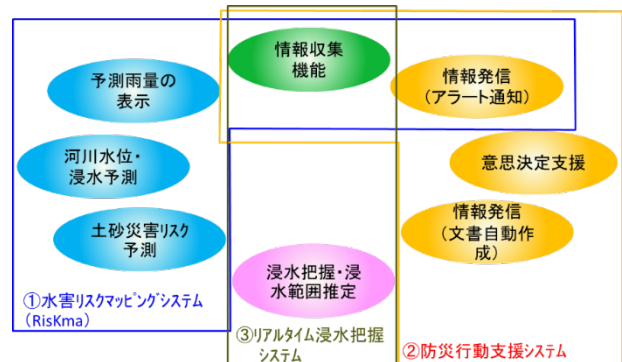 情報収集
機能
予測雨量の
表示
情報発信
(アラート通知)
河川水位・
浸水予測
意思決定支援
土砂災害リスク
予測
情報発信
(文書自動作
成)
浸水把握・浸
水範囲推定
①水害リスクマッピングシステム
(RisKma)
③リアルタイム浸水把握
システム
②防災行動支援システム